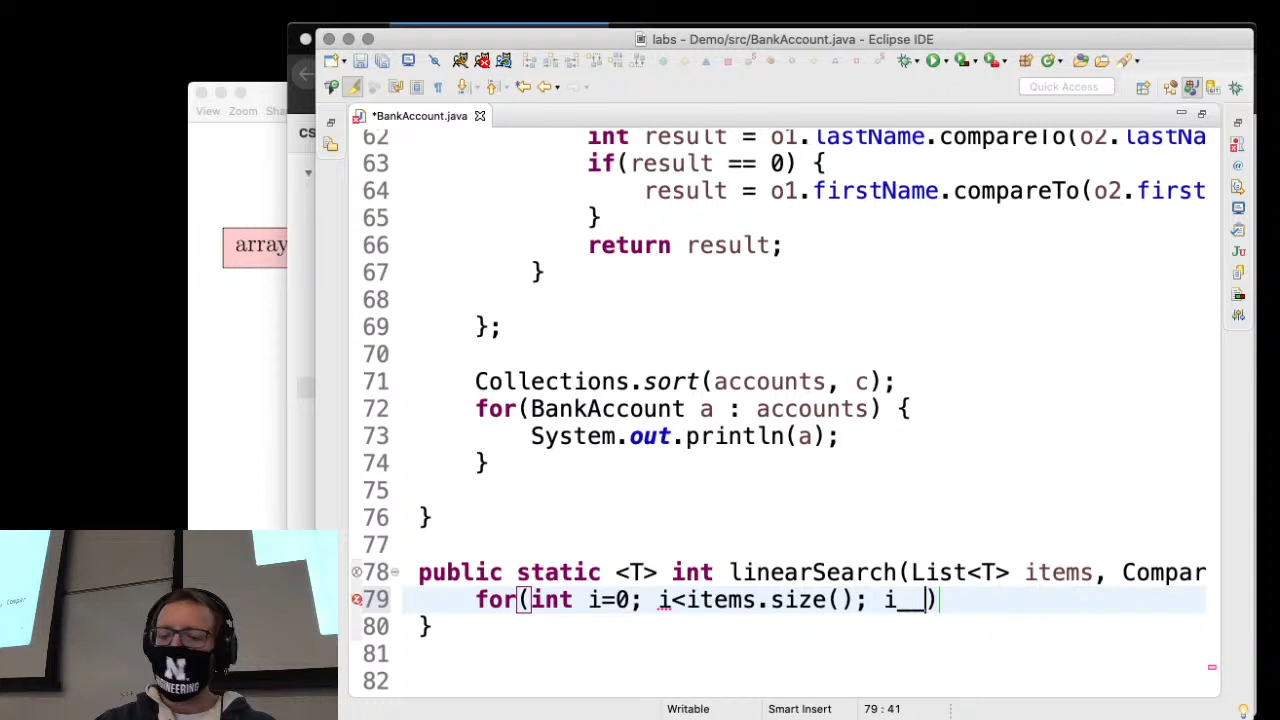 labs - Demo/src/BankAccount.java - Eclipse IDE
Quick Access
View Zoom
*BankAccount.java
CS
array
62 int result = o1.lastName.compareTo(o2.lastNa
63 if(result == 0) {
64 result = o1.firstName.compareTo(o2.first
65 }
66 return result;
67 }
68
69 };
70
71 Collections.sort(accounts, c);
72 for(BankAccount a : accounts) {
73 System.out.println(a);
74 }
75
76 }
77
78 public static <T> int linearSearch(List<T> items, Compar
79 for(int i=0; i<items.size(); i__)
80 }
81
82
N
ENGINEERING
Writable Smart Insert 79 : 41